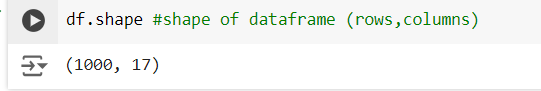 df.shape #shape of dataframe (rows,columns)
(1000, 17)